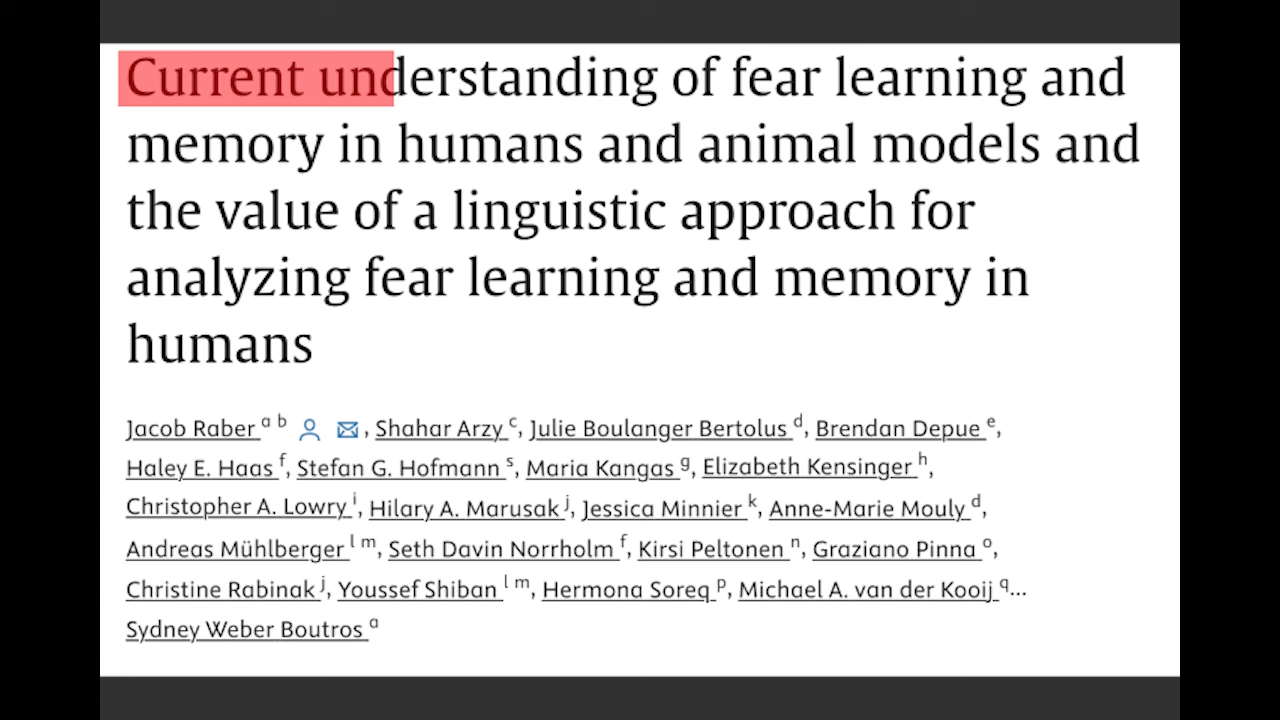 Current understanding of fear learning and
memory in humans and animal models and
the value of a linguistic approach for
analyzing fear learning and memory in
humans
Jacob Raber a b , Shahar Arzy c, Julie Boulanger Bertolus d, Brendan Depue e,
Haley E. Haas f, Stefan G. Hofmann s, Maria Kangas g, Elizabeth Kensinger h,
Christopher A. Lowry i, Hilary A. Marusak j, Jessica Minnier k, Anne-Marie Mouly d,
Andreas Mühlberger l m, Seth Davin Norrholm f, Kirsi Peltonen n, Graziano Pinna o,
Christine Rabinak j, Youssef Shiban l m, Hermona Soreq p, Michael A. van der Kooij q...
Sydney Weber Boutros a